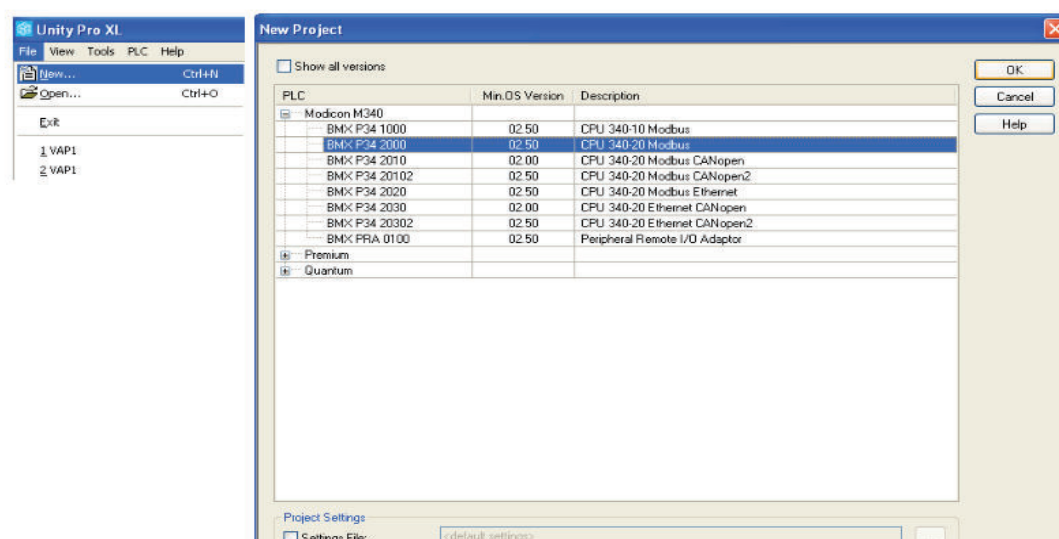 Unity Pro XL
File View Tools PLC Help
New... Ctrl+N
Open... Ctrl+O
Exit
1 VAP1
2 VAP1
New Project
Show all versions
OK
Cancel
Help
PLC Min.OS Version Description
Modicon M340
BMX P34 1000 02.50 CPU 340-10 Modbus
BMX P34 2000 02.50 CPU 340-20 Modbus
BMX P34 2010 02.00 CPU 340-20 Modbus CANopen
BMX P34 20102 02.50 CPU 340-20 Modbus CANopen2
BMX P34 2020 02.50 CPU 340-20 Modbus Ethernet
BMX P34 2030 02.00 CPU 340-20 Ethernet CANopen
BMX P34 20302 02.50 CPU 340-20 Ethernet CANopen2
BMX PRA 0100 02.50 Peripheral Remote I/O Adaptor
Premium
Quantum
Project Settings
Settings File: <default settings>